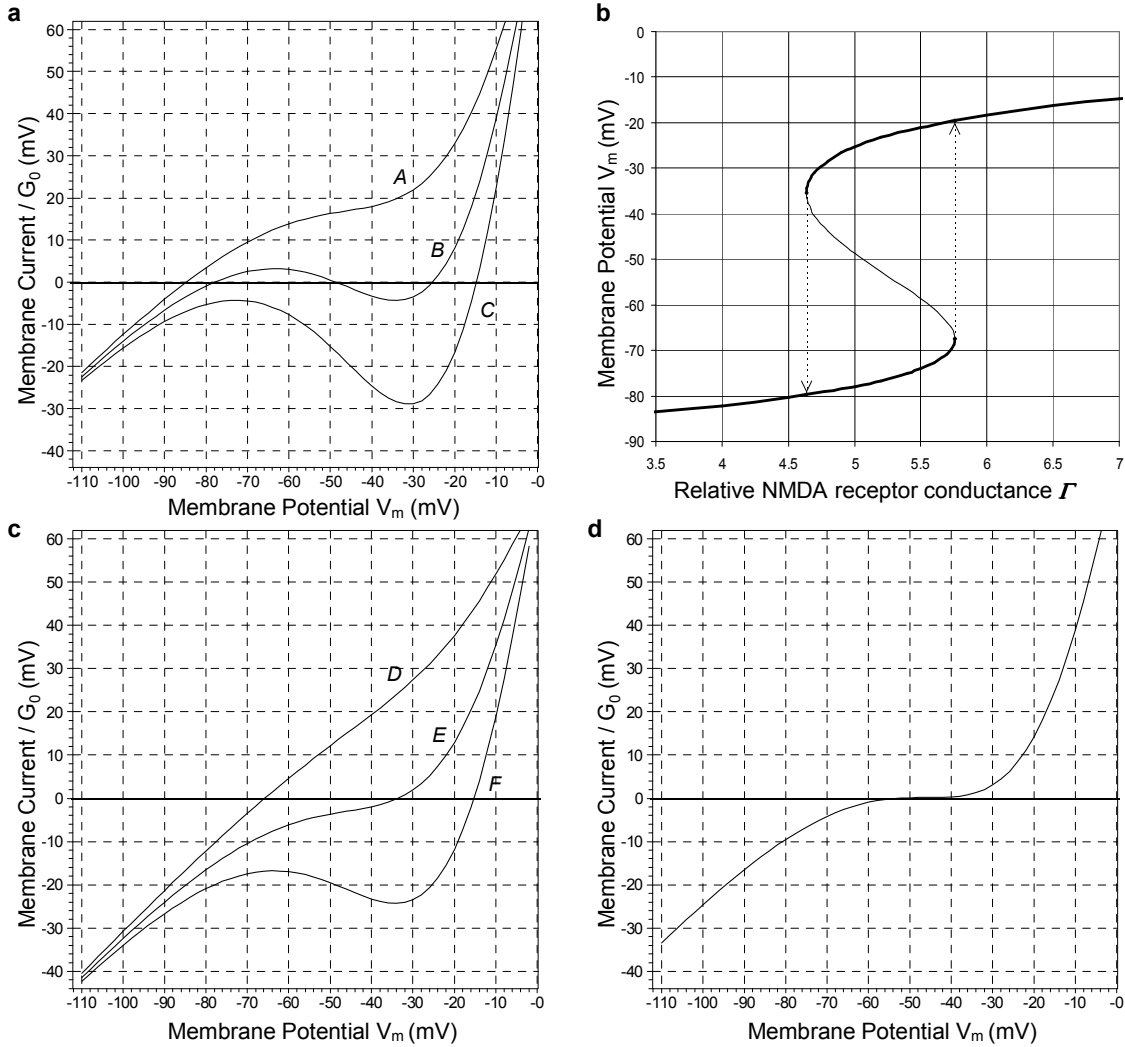 a
60
50
40
30
20
10
0
-10
-20
-30
-40
Membrane Current / G0 (mV)
A
B
C
-110 -100 -90 -80 -70 -60 -50 -40 -30 -20 -10 -0
Membrane Potential Vm (mV)
b
0
-10
-20
-30
-40
-50
-60
-70
-80
-90
Membrane Potential Vm (mV)
3.5 4 4.5 5 5.5 6 6.5 7
Relative NMDA receptor conductance Γ
c
60
50
40
30
20
10
0
-10
-20
-30
-40
Membrane Current / G0 (mV)
D
E
F
-110 -100 -90 -80 -70 -60 -50 -40 -30 -20 -10 -0
Membrane Potential Vm (mV)
d
60
50
40
30
20
10
0
-10
-20
-30
-40
Membrane Current / G0 (mV)
-110 -100 -90 -80 -70 -60 -50 -40 -30 -20 -10 -0
Membrane Potential Vm (mV)